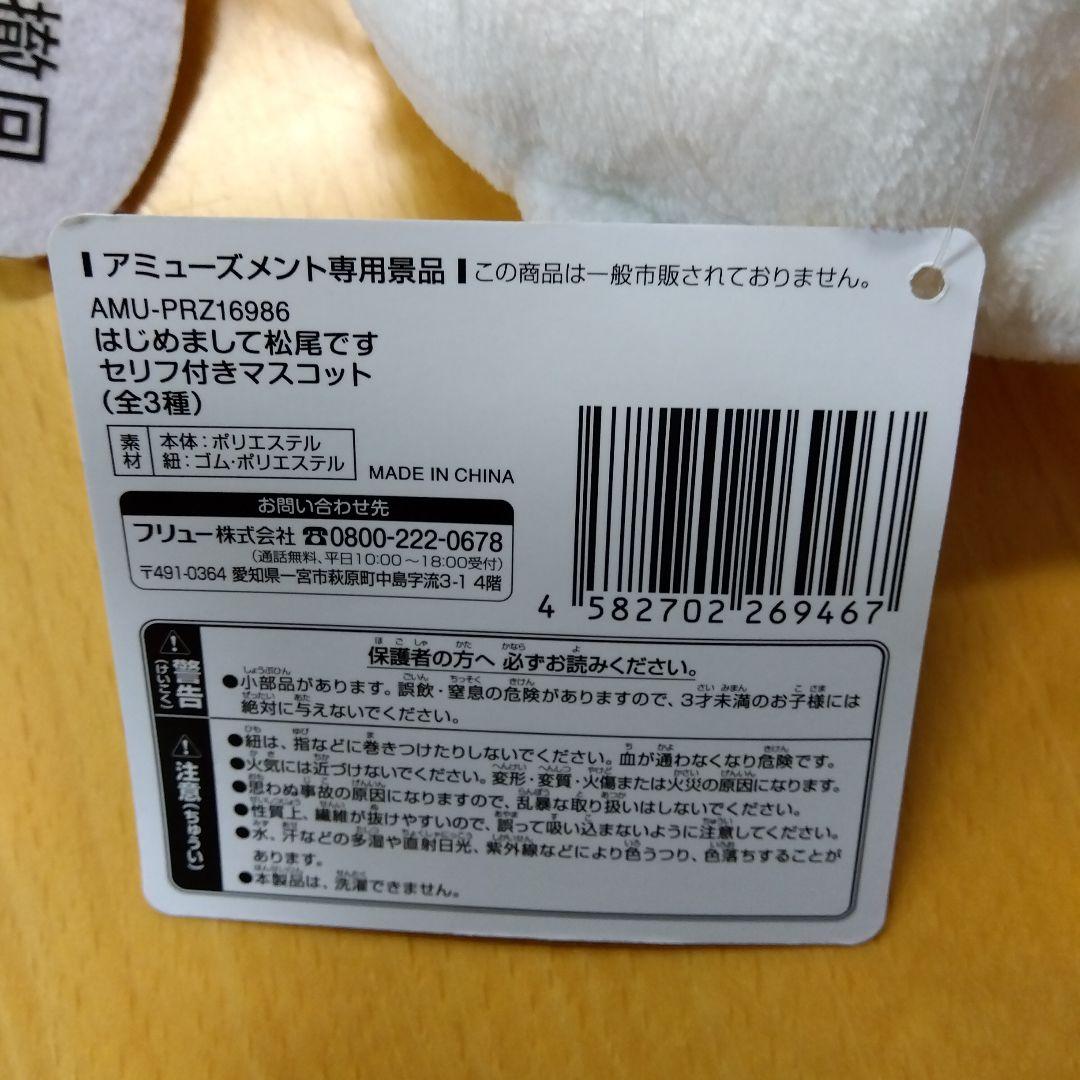 撤回
アミューズメント専用景品 この商品は一般市販されておりません。
AMU-PRZ16986
はじめまして松尾です
セリフ付きマスコット
(全3種)
素材 本体:ポリエステル
紐:ゴム・ポリエステル
MADE IN CHINA
お問い合わせ先
フリュー株式会社 ☎0800-222-0678
(通話無料、平日10:00～18:00受付)
〒491-0364 愛知県一宮市萩原町中島字流3-1 4階
4 582702 269467
警告(けいこく)
保護者の方へ 必ずお読みください。
●小部品があります。誤飲・窒息の危険がありますので、3才未満のお子様には
絶対に与えないでください。
注意(ちゅうい)
●紐は、指などに巻きつけたりしないでください。血が通わなくなり危険です。
●火気には近づけないでください。変形・変質・火傷または火災の原因になります。
●思わぬ事故の原因になりますので、乱暴な取り扱いはしないでください。
●性質上、繊維が抜けやすいので、誤って吸い込まないように注意してください。
●水、汗などの多湿や直射日光、紫外線などにより色うつり、色落ちすることが
あります。
●本製品は、洗濯できません。